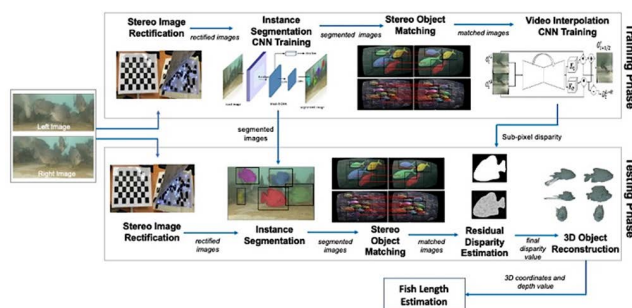 Stereo Image
Rectification
rectified images
Instance
Segmentation
CNN Training
segmented images
Stereo Object
Matching
matched images
Video Interpolation
CNN Training
Training Phase
Left Image
Right Image
segmented
images
Sub-pixel disparity
Testing Phase
Stereo Image
Rectification
rectified
images
Instance
Segmentation
segmented
images
Stereo
Object
Matching
matched
images
Residual
Disparity
Estimation
final
disparity
value
3D Object
Reconstruction
3D coordinates and
depth value
Fish Length
Estimation